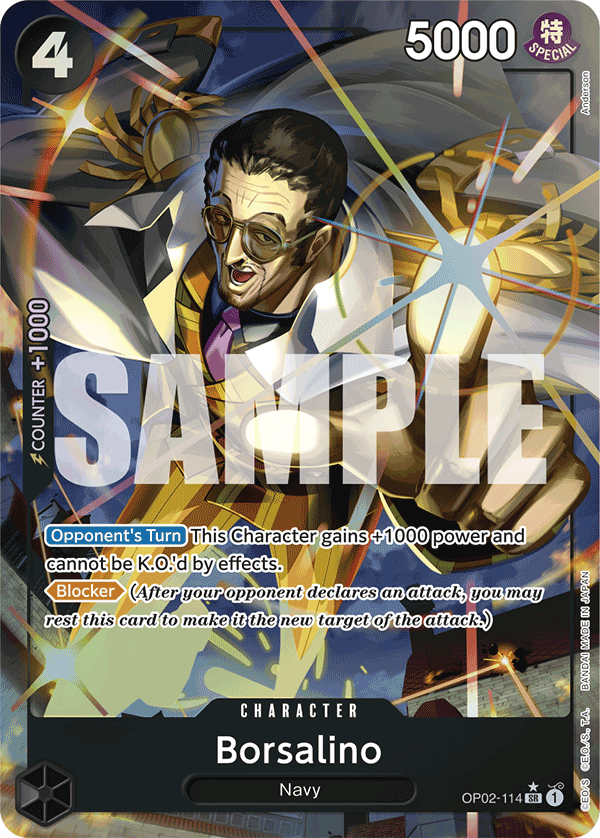 4
5000
特
SPECIAL
Anderson
COUNTER +1000
SAMPLE
Opponent's Turn This Character gains +1000 power and
cannot be K.O.'d by effects.
Blocker (After your opponent declares an attack, you may
rest this card to make it the new target of the attack.)
©EO/S ©E.O./S., T.A. BANDAI MADE IN JAPAN
CHARACTER
Borsalino
Navy
OP02-114 SR 1